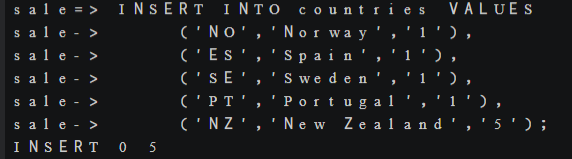 sale=> INSERT INTO countries VALUES
sale-> ('NO','Norway','1'),
sale-> ('ES','Spain','1'),
sale-> ('SE','Sweden','1'),
sale-> ('PT','Portugal','1'),
sale-> ('NZ','New Zealand','5');
INSERT 0 5